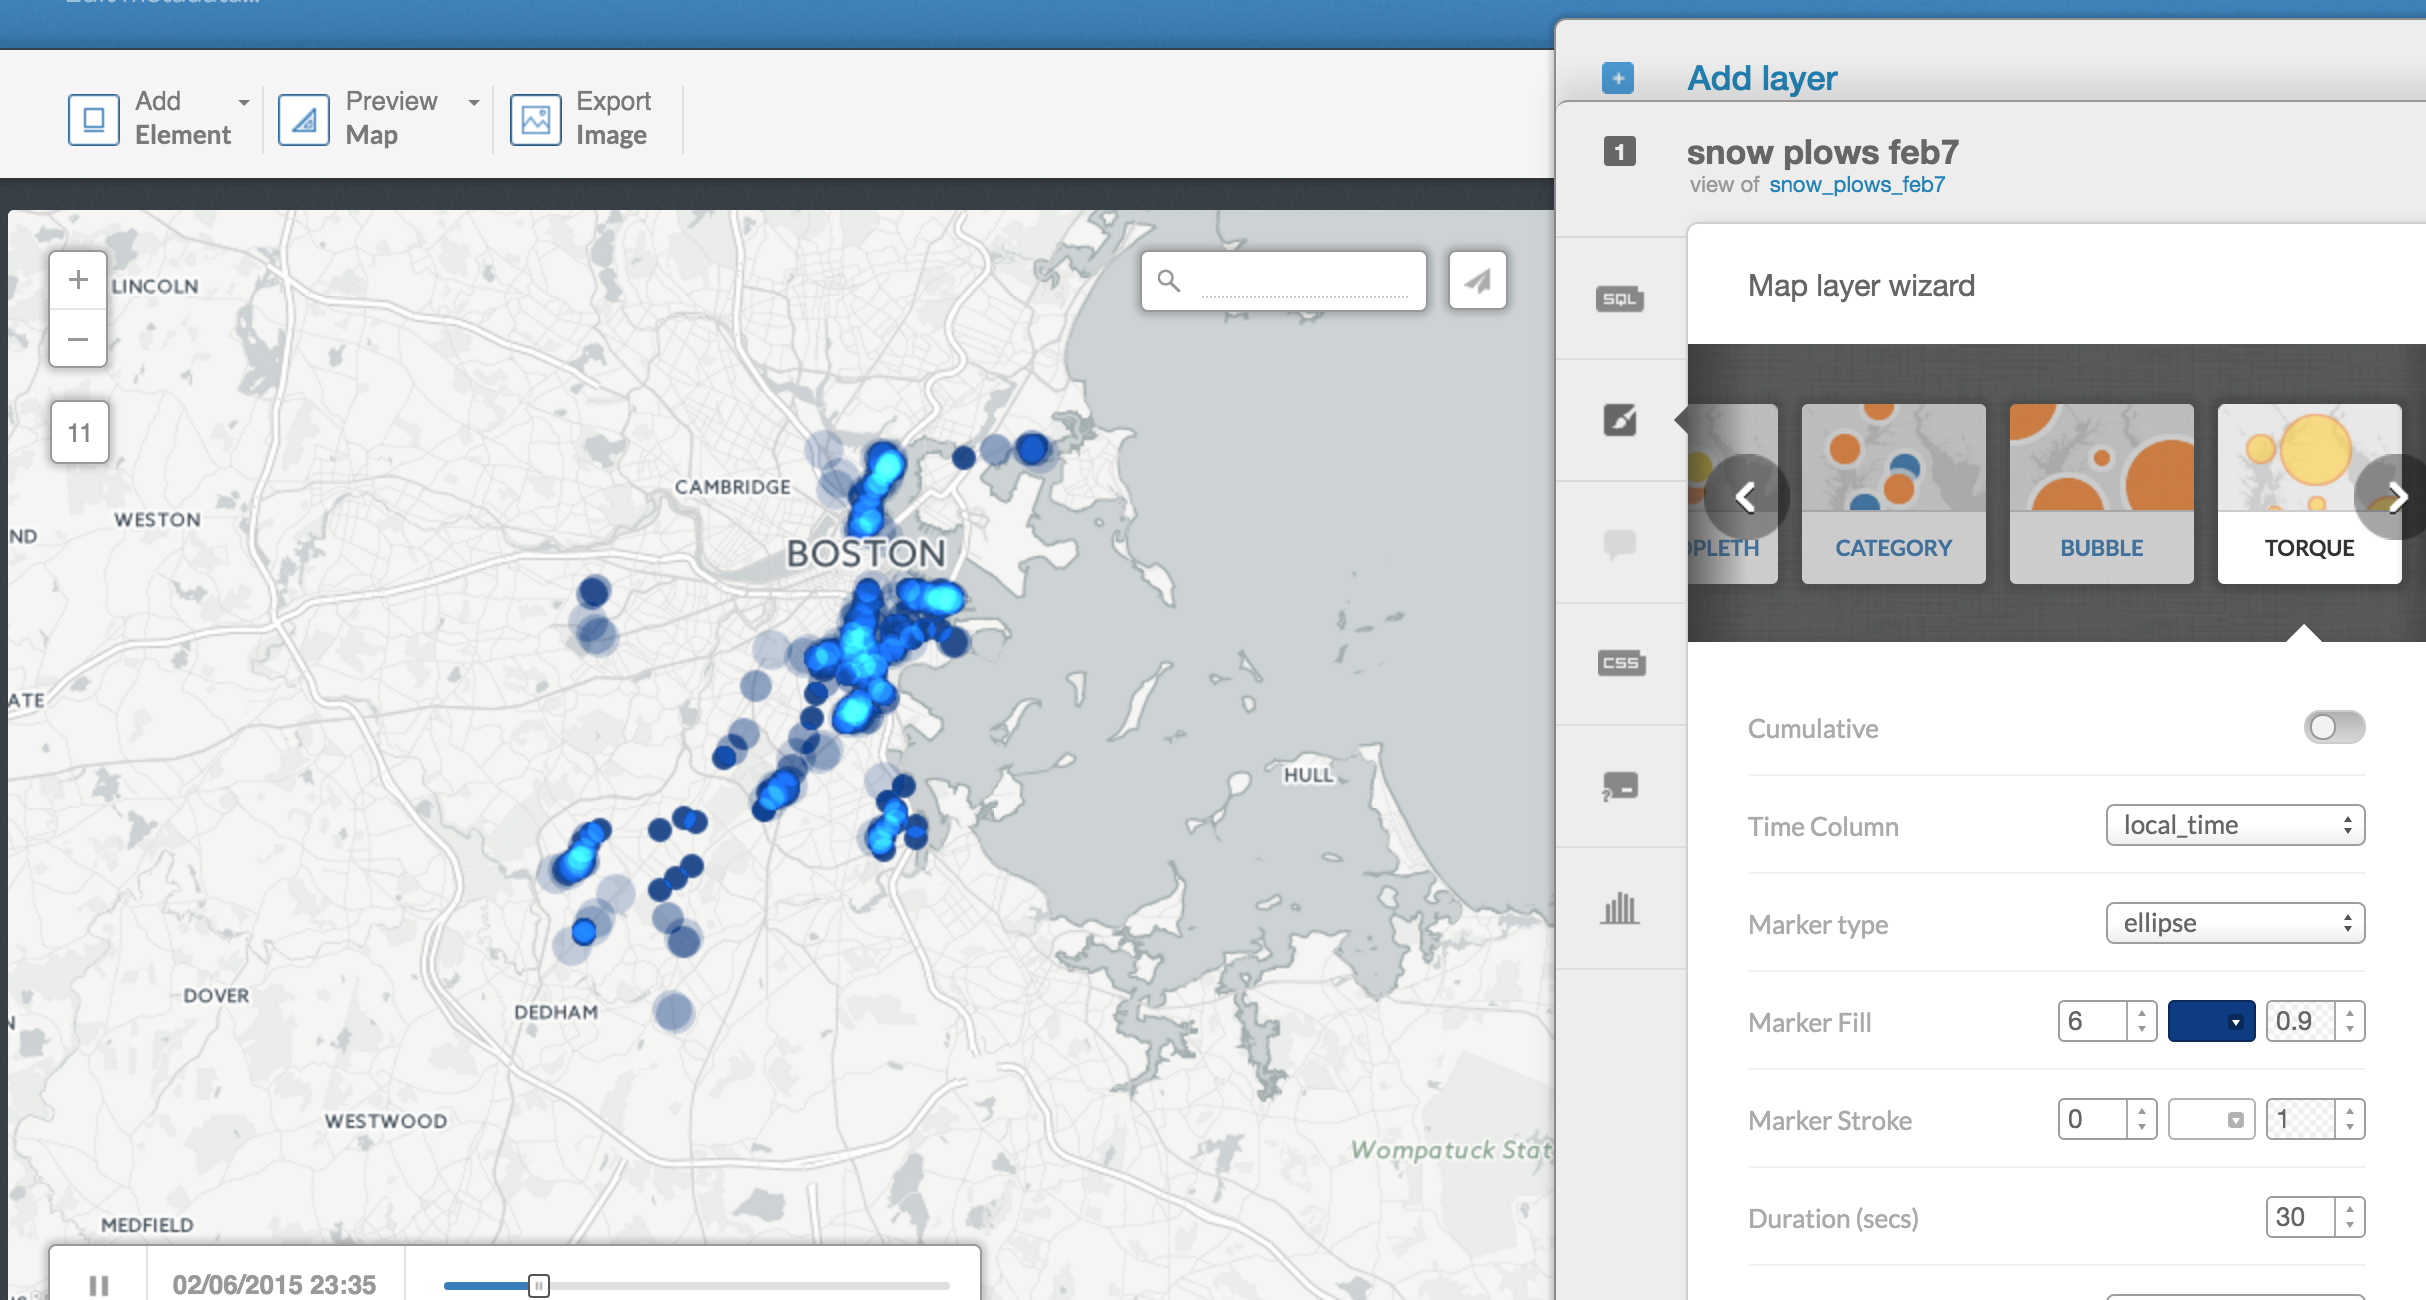 Edit metadata...
Add
Element
Preview
Map
Export
Image
Add layer
1
snow plows feb7
view of snow_plows_feb7
SQL
CSS
Map layer wizard
OPLETH
CATEGORY
BUBBLE
TORQUE
Cumulative
Time Column
local_time
Marker type
ellipse
Marker Fill
6
0.9
Marker Stroke
0
1
Duration (secs)
30
+
−
11
LINCOLN
CAMBRIDGE
WESTON
ND
BOSTON
ATE
HULL
DOVER
N
DEDHAM
WESTWOOD
Wompatuck Stat
MEDFIELD
02/06/2015 23:35